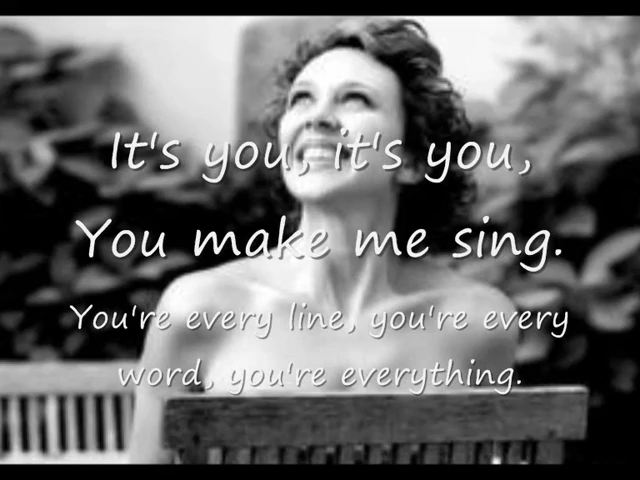 It's you, it's you,
You make me sing.
You're every line, you're every
word, you're everything.